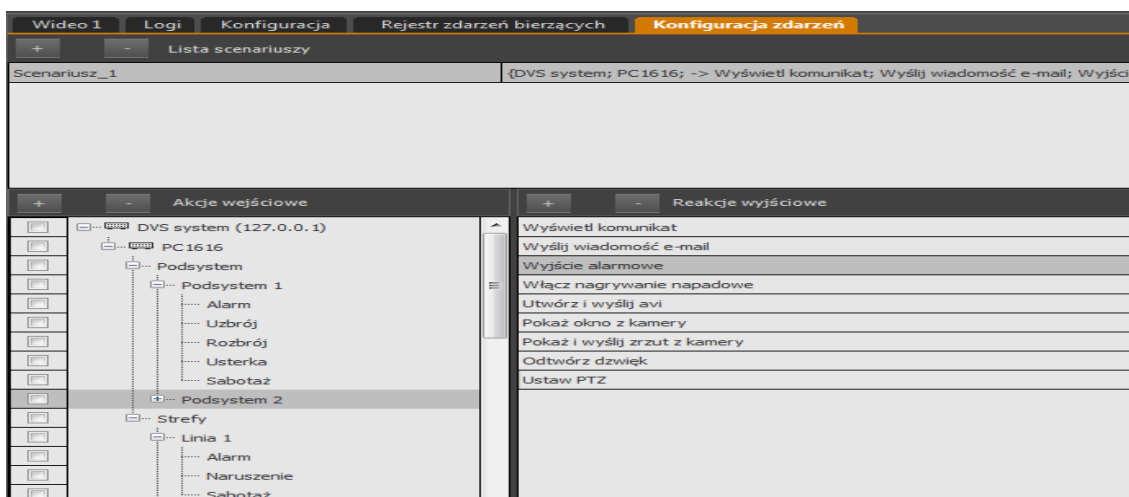 Wideo 1 Logi Konfiguracja Rejestr zdarzeń bierzących Konfiguracja zdarzeń
+ - Lista scenariuszy
Scenariusz_1 {DVS system; PC1616; -> Wyświetl komunikat; Wyślij wiadomość e-mail; Wyjści
+ - Akcje wejściowe
DVS system (127.0.0.1)
PC1616
Podsystem
Podsystem 1
Alarm
Uzbrój
Rozbrój
Usterka
Sabotaż
Podsystem 2
Strefy
Linia 1
Alarm
Naruszenie
Sabotaż
+ - Reakcje wyjściowe
Wyświetl komunikat
Wyślij wiadomość e-mail
Wyjście alarmowe
Włącz nagrywanie napadowe
Utwórz i wyślij avi
Pokaż okno z kamery
Pokaż i wyślij zrzut z kamery
Odtwórz dzwięk
Ustaw PTZ